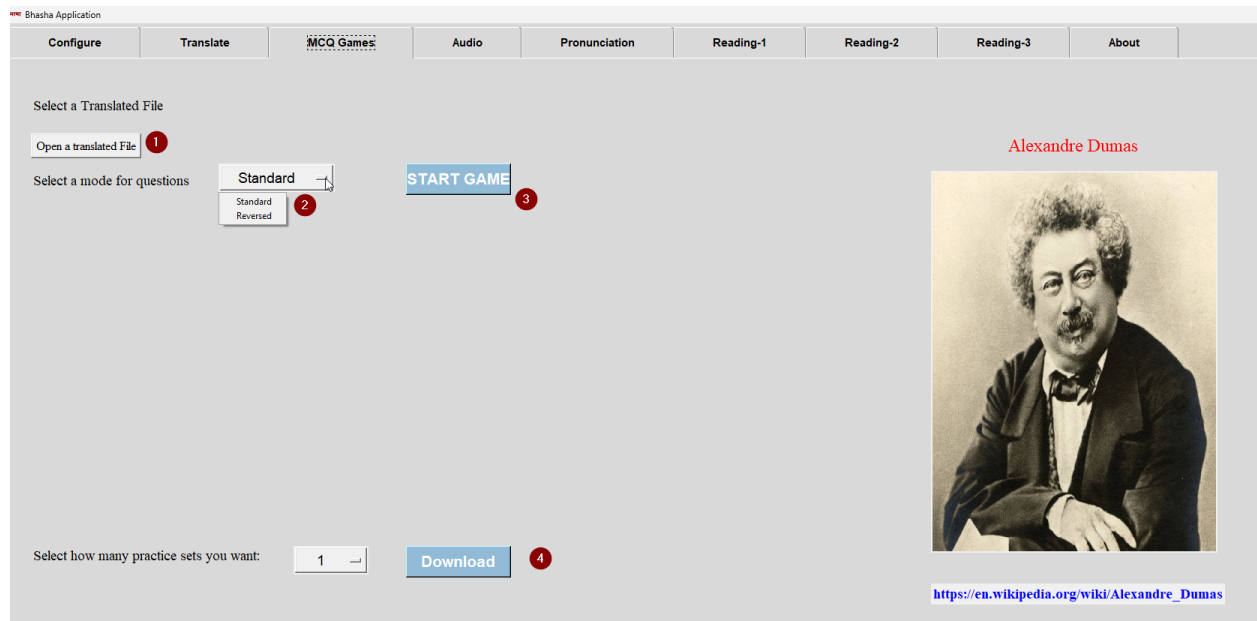 भाषा Bhasha Application
Configure Translate MCQ Games Audio Pronunciation Reading-1 Reading-2 Reading-3 About
Select a Translated File
Open a translated File 1
Alexandre Dumas
Select a mode for questions Standard START GAME
Standard 2 3
Reversed
Select how many practice sets you want: 1 Download 4
https://en.wikipedia.org/wiki/Alexandre_Dumas